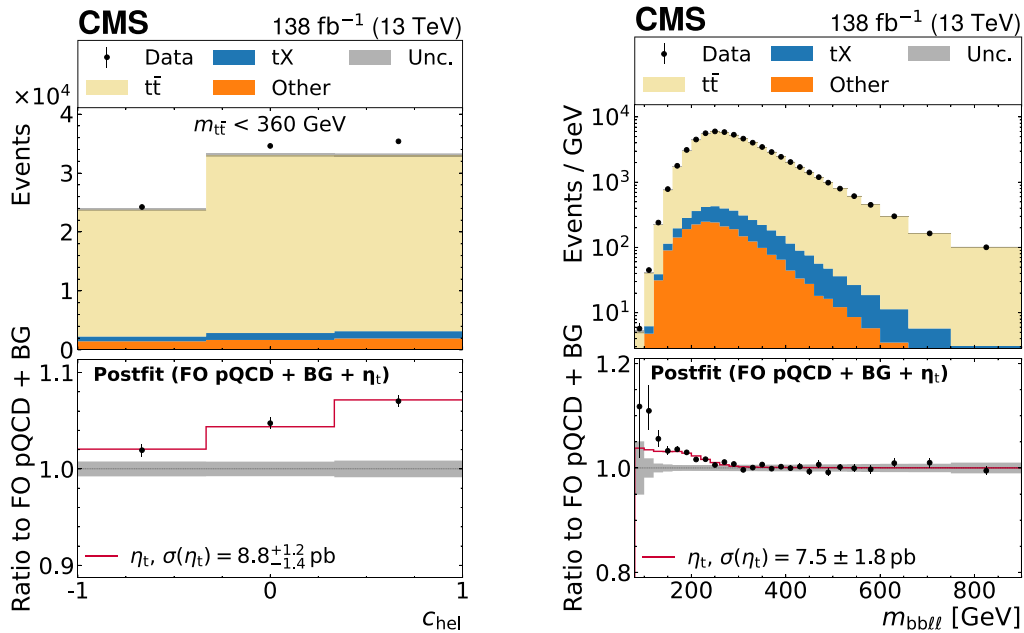 CMS 138 fb⁻¹ (13 TeV)
Data tX Unc.
tt̄ Other
×10⁴
m_tt̄ < 360 GeV
Events
4
3
2
1
0
Ratio to FO pQCD + BG
Postfit (FO pQCD + BG + η_t)
1.1
1.0
0.9
η_t, σ(η_t) = 8.8 +1.2 −1.4 pb
-1 0 1
c_hel
CMS 138 fb⁻¹ (13 TeV)
Data tX Unc.
tt̄ Other
Events / GeV
10⁴
10³
10²
10¹
Ratio to FO pQCD + BG
Postfit (FO pQCD + BG + η_t)
1.2
1.0
0.8
η_t, σ(η_t) = 7.5 ± 1.8 pb
200 400 600 800
m_bbℓℓ [GeV]